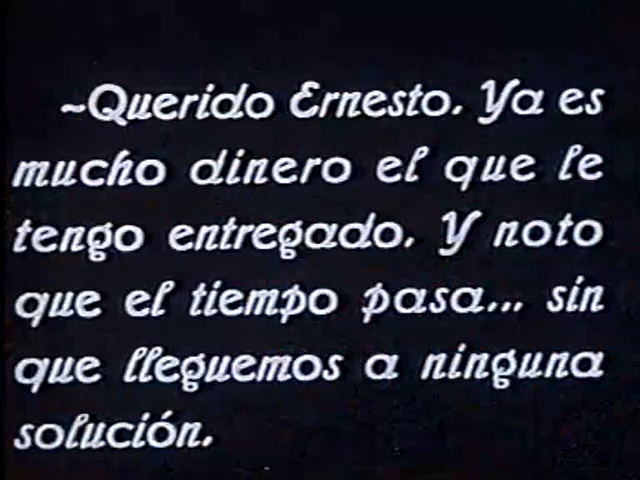 ~Querido Ernesto. Ya es
mucho dinero el que le
tengo entregado. Y noto
que el tiempo pasa... sin
que lleguemos a ninguna
solución.